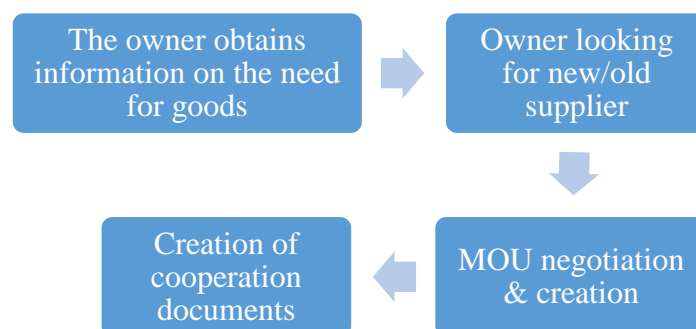 The owner obtains
information on the need
for goods
Owner looking
for new/old
supplier
MOU negotiation
& creation
Creation of
cooperation
documents